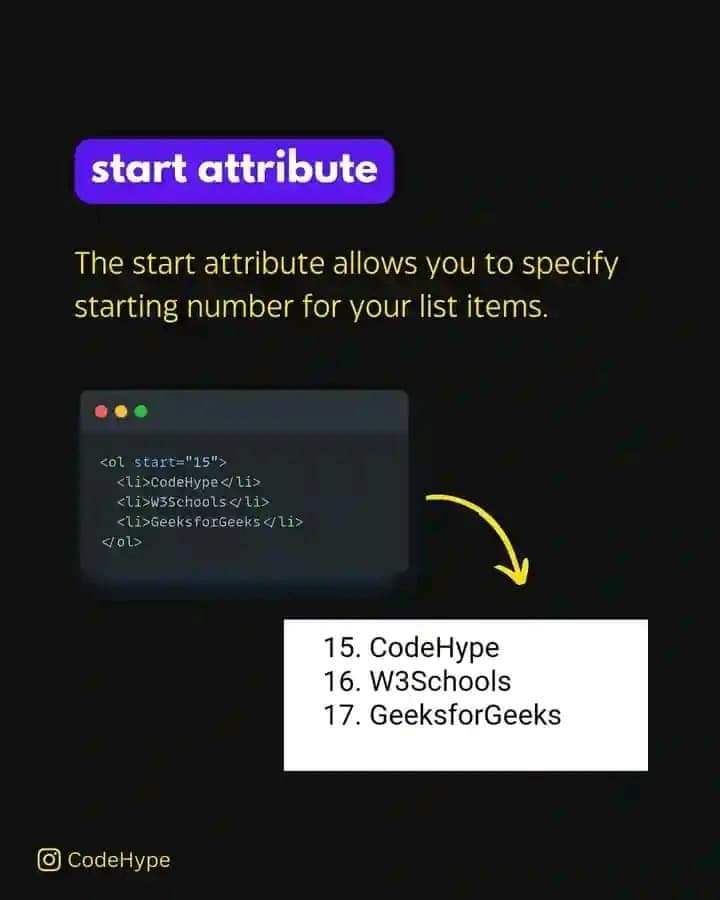 start attribute
The start attribute allows you to specify
starting number for your list items.
<ol start="15">
<li>CodeHype</li>
<li>W3Schools</li>
<li>GeeksforGeeks</li>
</ol>
15. CodeHype
16. W3Schools
17. GeeksforGeeks
CodeHype